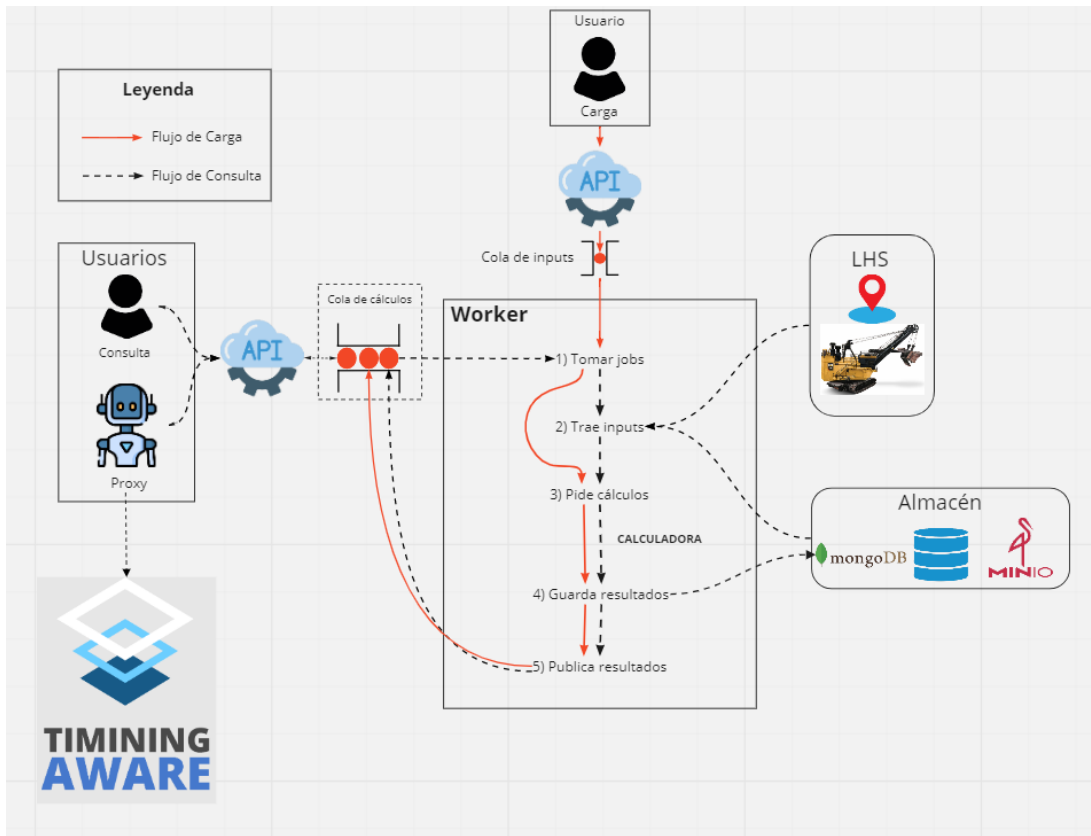 Usuario
Carga
Leyenda
Flujo de Carga
Flujo de Consulta
API
Cola de inputs
Usuarios
Consulta
Proxy
API
Cola de cálculos
Worker
1) Tomar jobs
2) Trae inputs
3) Pide cálculos
CALCULADORA
4) Guarda resultados
5) Publica resultados
LHS
Almacén
mongoDB
MINIO
TIMINING
AWARE